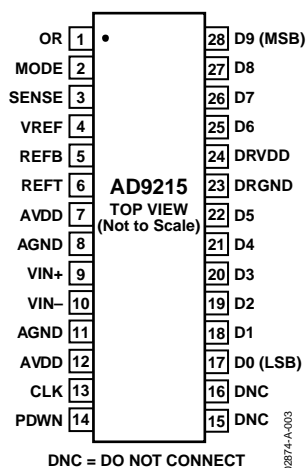 OR 1
MODE 2
SENSE 3
VREF 4
REFB 5
REFT 6
AVDD 7
AGND 8
VIN+ 9
VIN– 10
AGND 11
AVDD 12
CLK 13
PDWN 14
AD9215
TOP VIEW
(Not to Scale)
28 D9 (MSB)
27 D8
26 D7
25 D6
24 DRVDD
23 DRGND
22 D5
21 D4
20 D3
19 D2
18 D1
17 D0 (LSB)
16 DNC
15 DNC
DNC = DO NOT CONNECT
02874-A-003